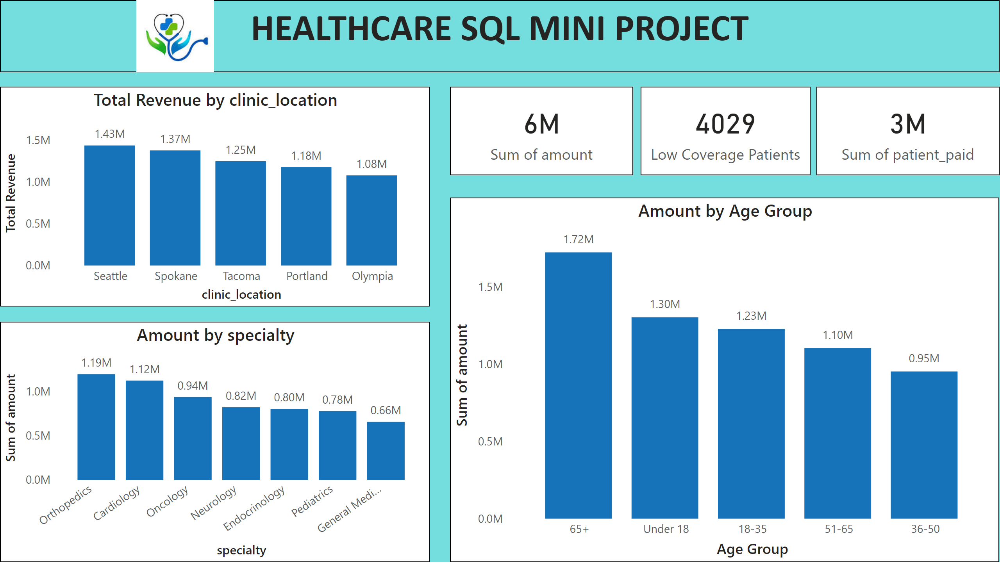 HEALTHCARE SQL MINI PROJECT
Total Revenue by clinic_location
Total Revenue
1.5M
1.0M
0.5M
0.0M
1.43M
1.37M
1.25M
1.18M
1.08M
Seattle
Spokane
Tacoma
Portland
Olympia
clinic_location
6M
Sum of amount
4029
Low Coverage Patients
3M
Sum of patient_paid
Amount by specialty
Sum of amount
1.0M
0.5M
0.0M
1.19M
1.12M
0.94M
0.82M
0.80M
0.78M
0.66M
Orthopedics
Cardiology
Oncology
Neurology
Endocrinology
Pediatrics
General Medi...
specialty
Amount by Age Group
Sum of amount
1.5M
1.0M
0.5M
0.0M
1.72M
1.30M
1.23M
1.10M
0.95M
65+
Under 18
18-35
51-65
36-50
Age Group